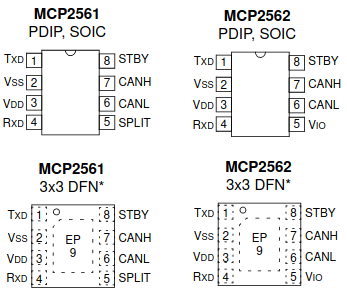 MCP2561 MCP2562
PDIP, SOIC PDIP, SOIC
TXD 1 8 STBY TXD 1 8 STBY
VSS 2 7 CANH VSS 2 7 CANH
VDD 3 6 CANL VDD 3 6 CANL
RXD 4 5 SPLIT RXD 4 5 VIO
MCP2561 MCP2562
3x3 DFN* 3x3 DFN*
TXD 1 8 STBY TXD 1 8 STBY
VSS 2 EP 7 CANH VSS 2 EP 7 CANH
VDD 3 9 6 CANL VDD 3 9 6 CANL
RXD 4 5 SPLIT RXD 4 5 VIO